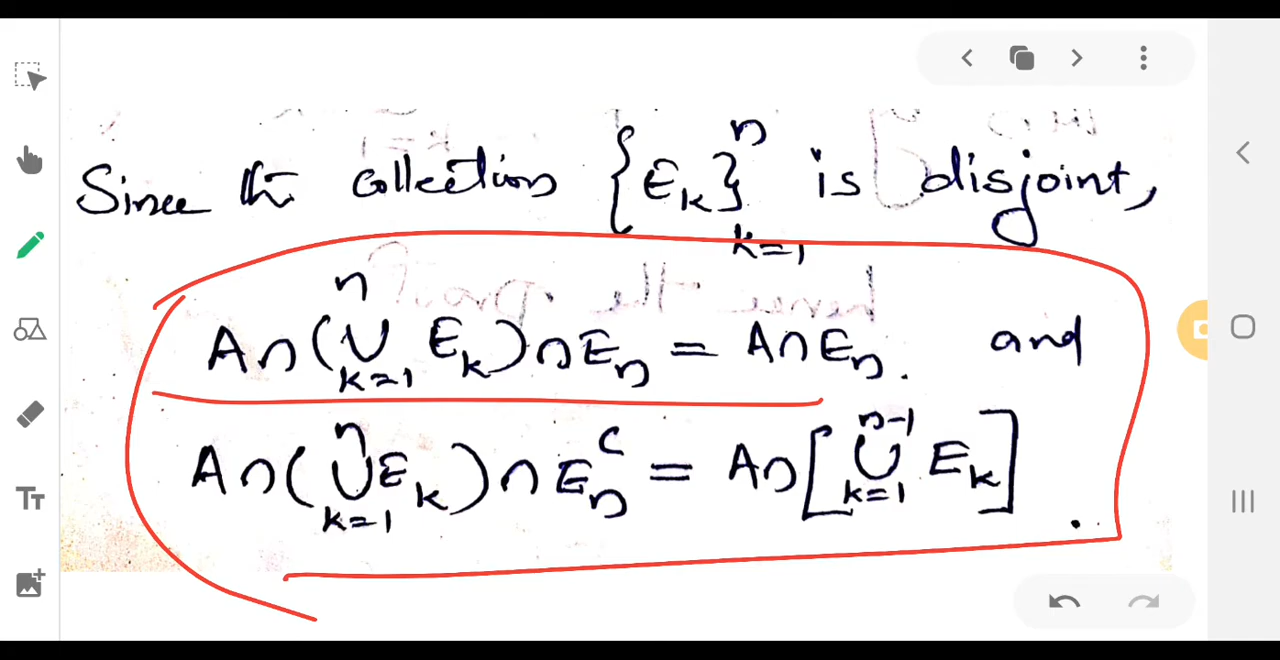 Since the collection {E_k}_{k=1}^{n} is disjoint,
A∩(∪_{k=1}^{n} E_k)∩E_n = A∩E_n. and
A∩(∪_{k=1}^{n} E_k)∩E_n^c = A∩[∪_{k=1}^{n-1} E_k].